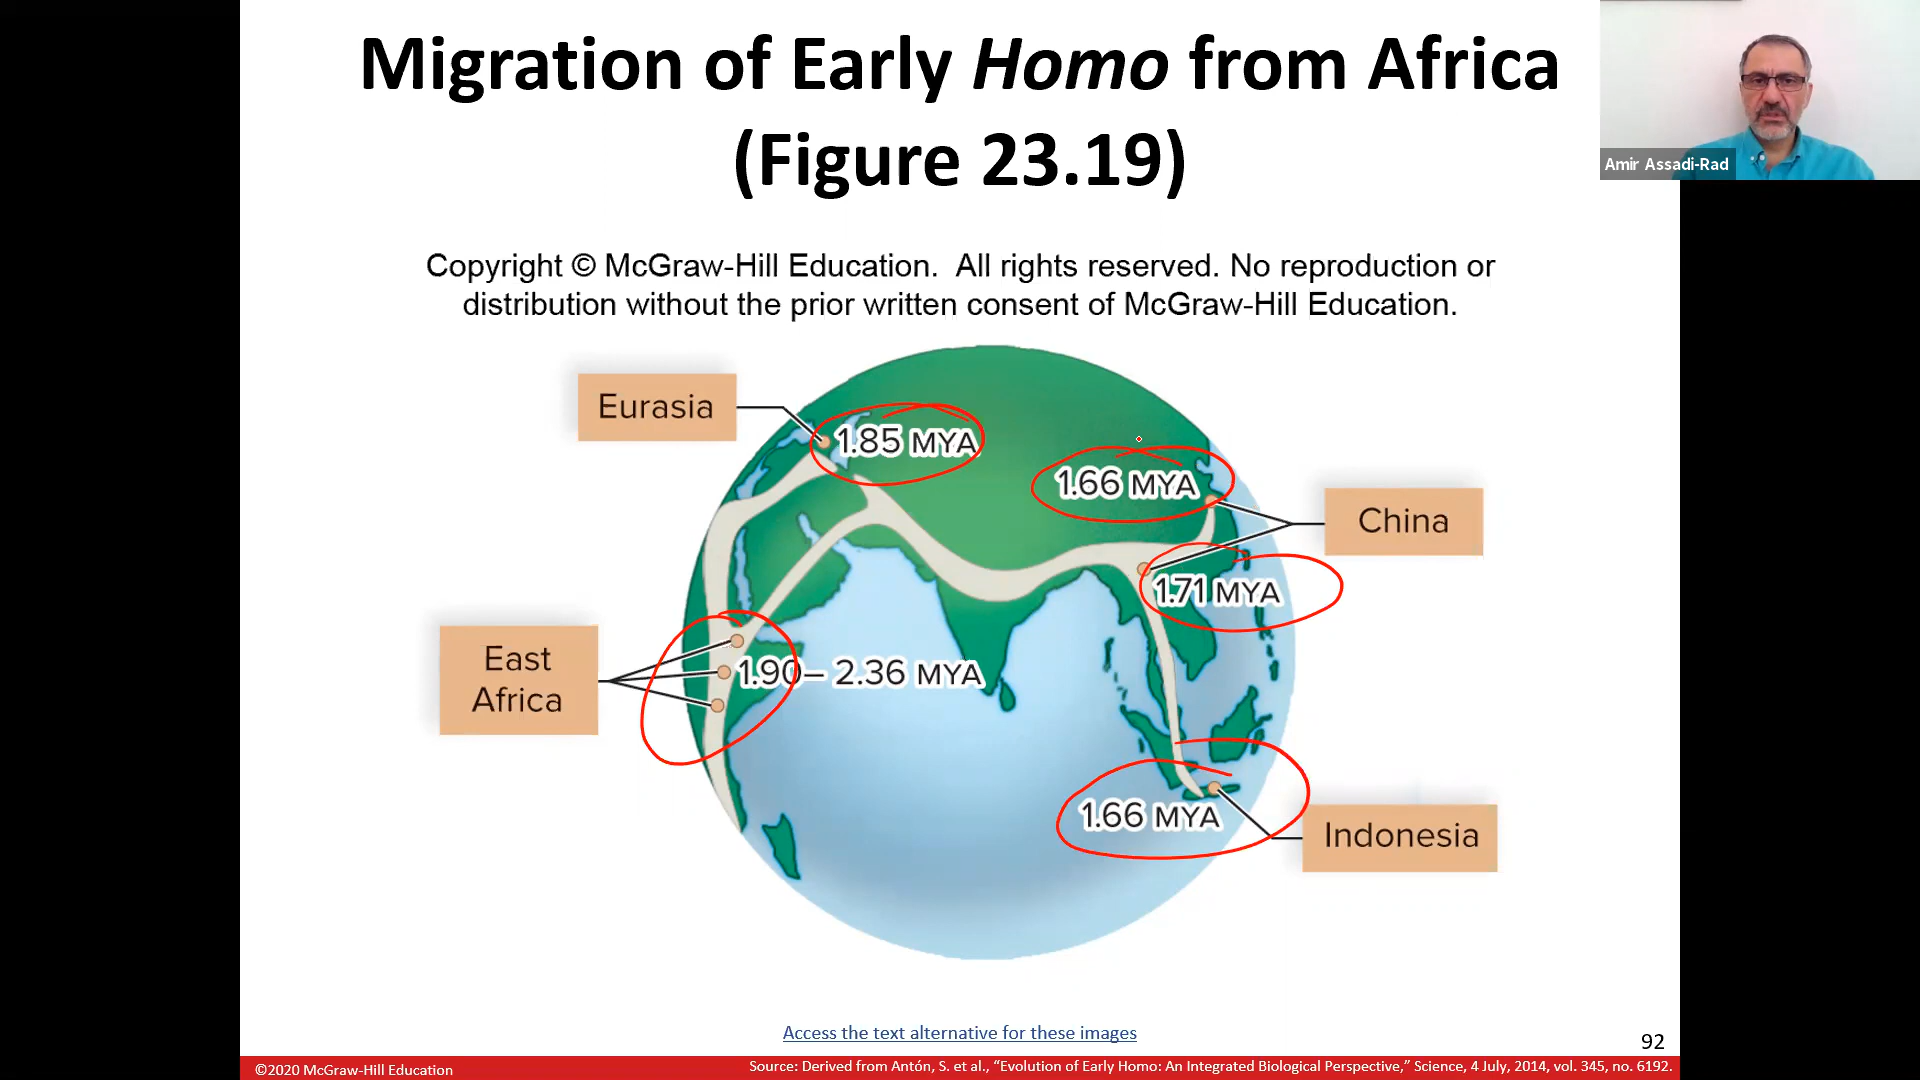 Migration of Early Homo from Africa
(Figure 23.19)
Amir Assadi-Rad
Copyright © McGraw-Hill Education.  All rights reserved. No reproduction or
distribution without the prior written consent of McGraw-Hill Education.
Eurasia
1.85 MYA
1.66 MYA
China
1.71 MYA
East
Africa
1.90– 2.36 MYA
1.66 MYA
Indonesia
Access the text alternative for these images
92
©2020 McGraw-Hill Education
Source: Derived from Antón, S. et al., “Evolution of Early Homo: An Integrated Biological Perspective,” Science, 4 July, 2014, vol. 345, no. 6192.